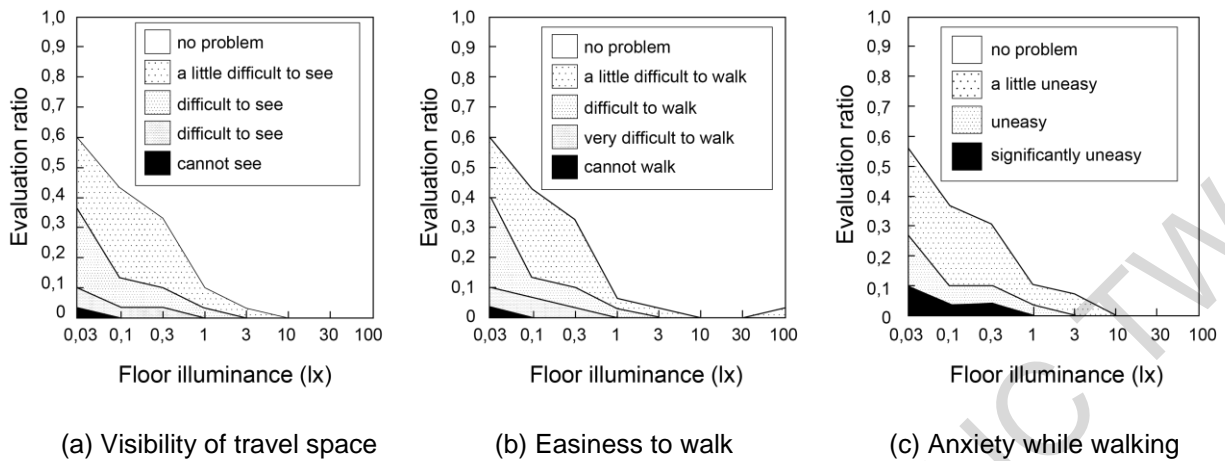 1,0
0,9
0,8
0,7
0,6
0,5
0,4
0,3
0,2
0,1
0
Evaluation ratio
no problem
a little difficult to see
difficult to see
difficult to see
cannot see
0,03 0,1 0,3 1 3 10 30 100
Floor illuminance (lx)
(a) Visibility of travel space
1,0
0,9
0,8
0,7
0,6
0,5
0,4
0,3
0,2
0,1
0
Evaluation ratio
no problem
a little difficult to walk
difficult to walk
very difficult to walk
cannot walk
0,03 0,1 0,3 1 3 10 30 100
Floor illuminance (lx)
(b) Easiness to walk
1,0
0,9
0,8
0,7
0,6
0,5
0,4
0,3
0,2
0,1
0
Evaluation ratio
no problem
a little uneasy
uneasy
significantly uneasy
0,03 0,1 0,3 1 3 10 30 100
Floor illuminance (lx)
(c) Anxiety while walking